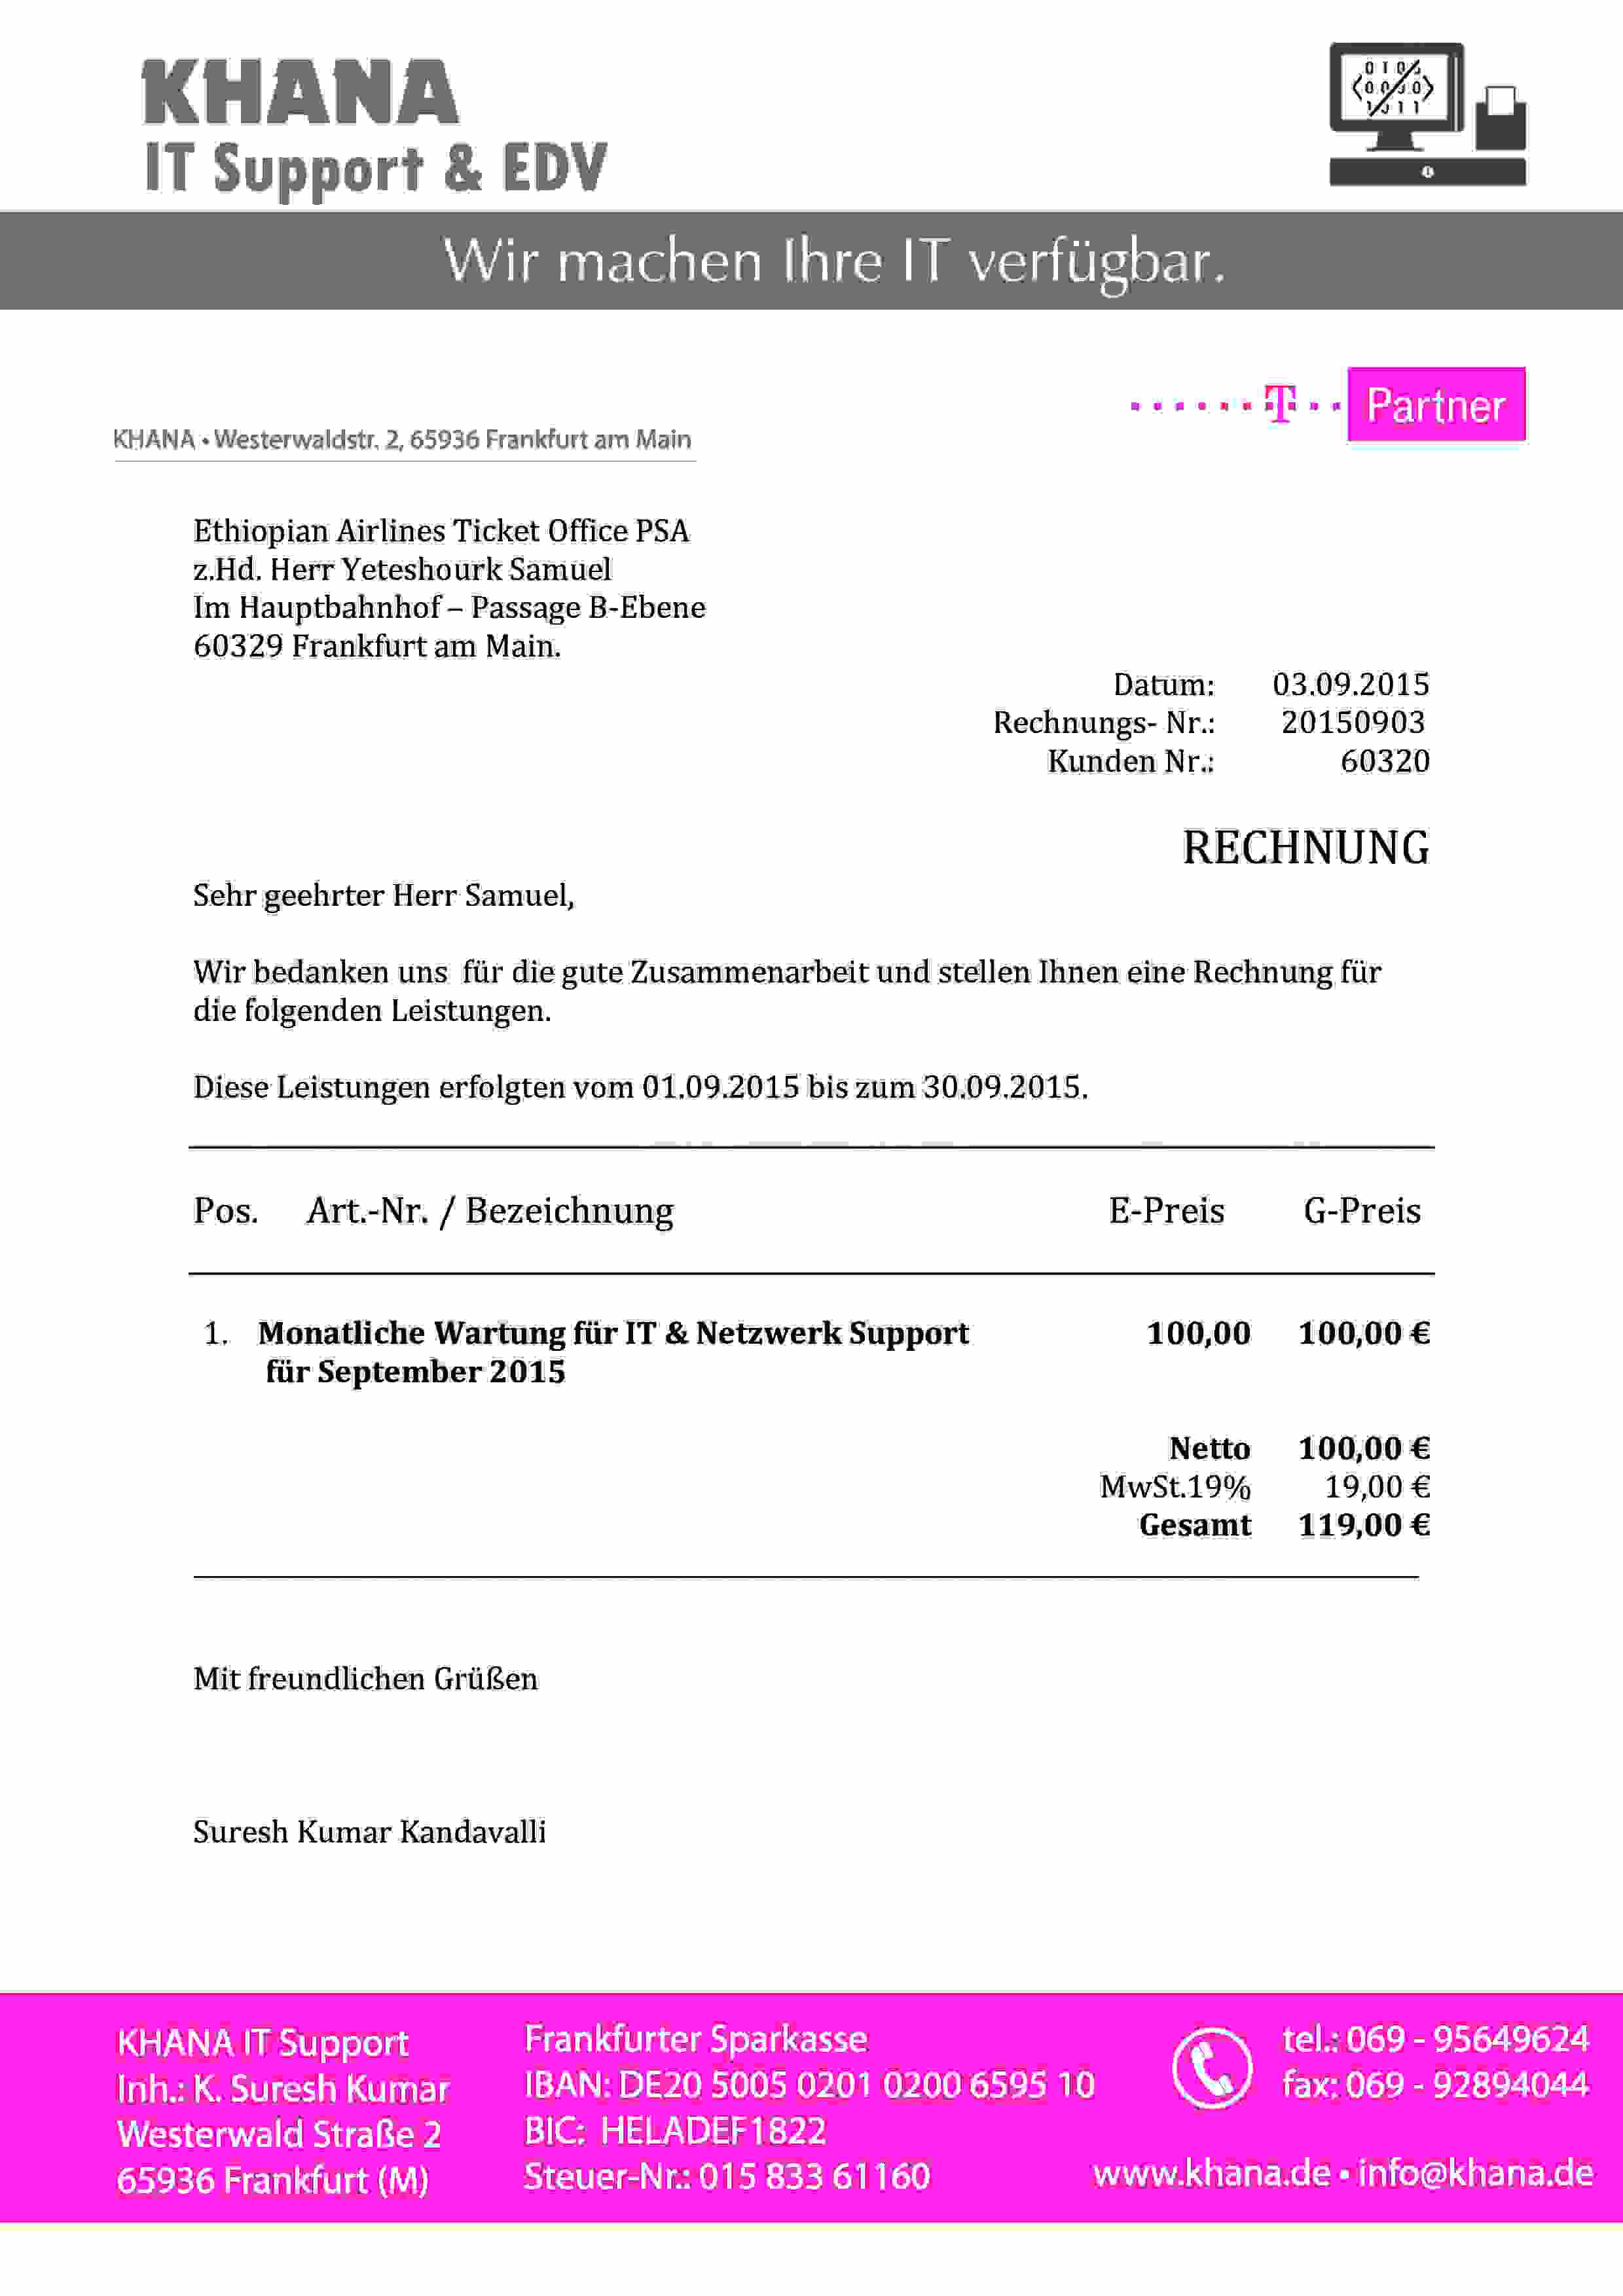 KHANA
IT Support & EDV
Wir machen Ihre IT verfügbar.
T Partner
KHANA • Westerwaldstr. 2, 65936 Frankfurt am Main
Ethiopian Airlines Ticket Office PSA
z.Hd. Herr Yeteshourk Samuel
Im Hauptbahnhof – Passage B-Ebene
60329 Frankfurt am Main.
Datum: 03.09.2015
Rechnungs- Nr.: 20150903
Kunden Nr.: 60320
RECHNUNG
Sehr geehrter Herr Samuel,
Wir bedanken uns für die gute Zusammenarbeit und stellen Ihnen eine Rechnung für
die folgenden Leistungen.
Diese Leistungen erfolgten vom 01.09.2015 bis zum 30.09.2015.
Pos. Art.-Nr. / Bezeichnung E-Preis G-Preis
1. Monatliche Wartung für IT & Netzwerk Support 100,00 100,00 €
für September 2015
Netto 100,00 €
MwSt.19% 19,00 €
Gesamt 119,00 €
Mit freundlichen Grüßen
Suresh Kumar Kandavalli
KHANA IT Support
Inh.: K. Suresh Kumar
Westerwald Straße 2
65936 Frankfurt (M)
Frankfurter Sparkasse
IBAN: DE20 5005 0201 0200 6595 10
BIC: HELADEF1822
Steuer-Nr.: 015 833 61160
tel.: 069 - 95649624
fax: 069 - 92894044
www.khana.de • info@khana.de